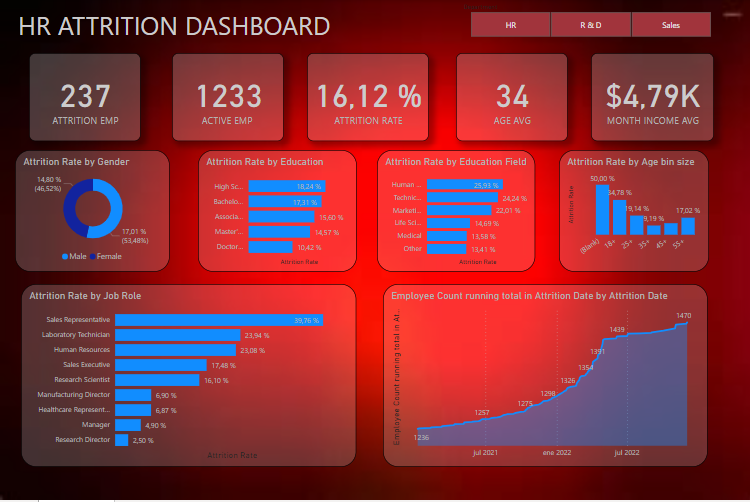 HR ATTRITION DASHBOARD
HR
R & D
Sales
237
ATTRITION EMP
1233
ACTIVE EMP
16,12 %
ATTRITION RATE
34
AGE AVG
$4,79K
MONTH INCOME AVG
Attrition Rate by Gender
14,80 %
(46,52%)
17,01 %
(53,48%)
Male Female
Attrition Rate by Education
High Sc... 18,24 %
Bachelo... 17,31 %
Associa... 15,60 %
Master'... 14,57 %
Doctor... 10,42 %
Attrition Rate
Attrition Rate by Education Field
Human ... 25,93 %
Technic... 24,24 %
Marketi... 22,01 %
Life Sci... 14,69 %
Medical 13,58 %
Other 13,41 %
Attrition Rate
Attrition Rate by Age bin size
Attrition Rate
50,00 %
34,78 %
19,14 %
9,19 %
17,02 %
(Blank) 18+ 25+ 35+ 45+ 55+
Attrition Rate by Job Role
Sales Representative 39,76 %
Laboratory Technician 23,94 %
Human Resources 23,08 %
Sales Executive 17,48 %
Research Scientist 16,10 %
Manufacturing Director 6,90 %
Healthcare Represent... 6,87 %
Manager 4,90 %
Research Director 2,50 %
Attrition Rate
Employee Count running total in Attrition Date by Attrition Date
Employee Count running total in At...
1236
1257
1275
1298
1326
1354
1391
1439
1470
jul 2021
ene 2022
jul 2022